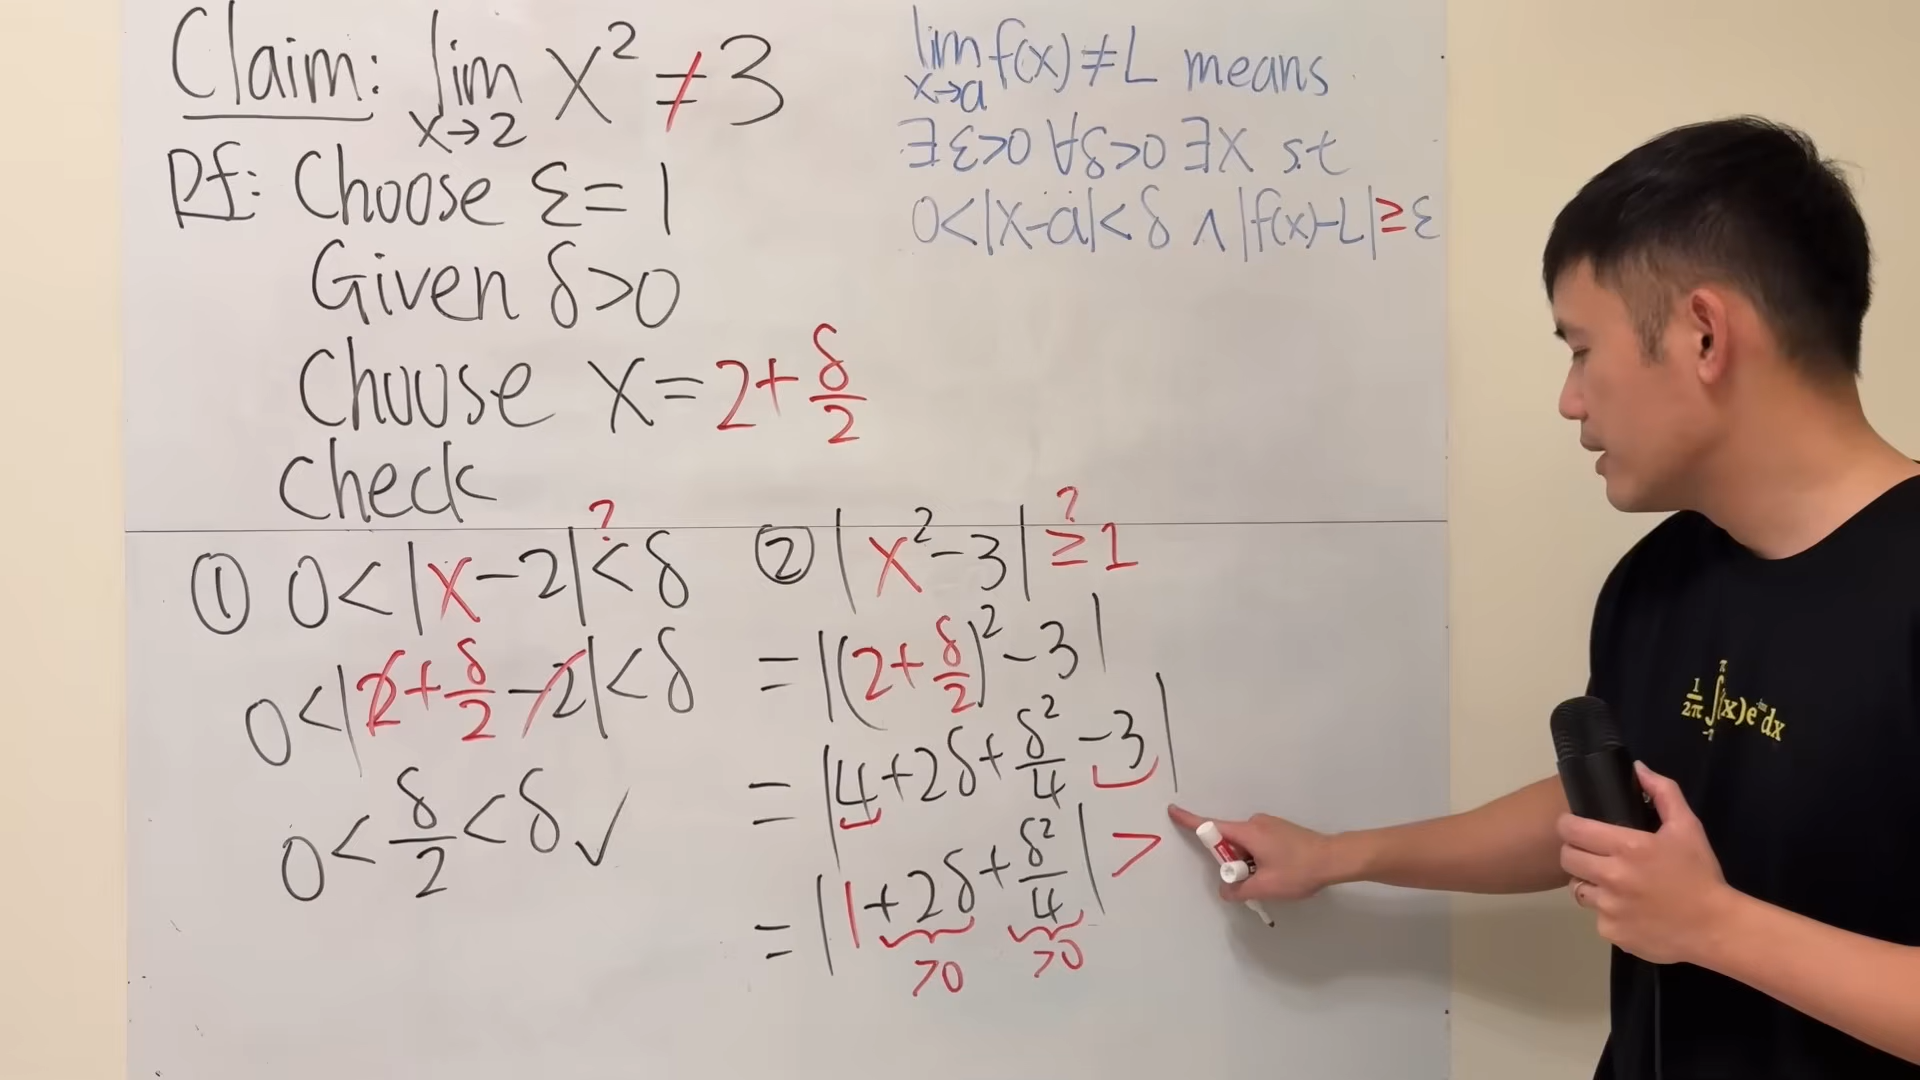 Claim: lim x→2 x² ≠ 3
Pf: Choose ε = 1
Given δ>0
Choose x = 2 + δ/2
Check
① 0 < |x - 2| <? δ
0 < |2 + δ/2 - 2| < δ
0 < δ/2 < δ ✓
② |x² - 3| ≥? 1
= |(2 + δ/2)² - 3|
= |4 + 2δ + δ²/4 - 3|
= |1 + 2δ + δ²/4| >
>0 >0
lim x→a f(x) ≠ L means
∃ ε>0 ∀δ>0 ∃x s.t
0<|x-a|<δ ∧ |f(x)-L| ≥ ε